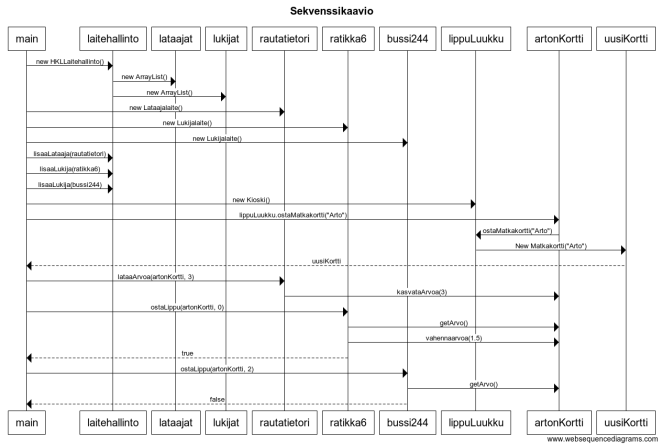 Sekvenssikaavio
main laitehallinto lataajat lukijat rautatietori ratikka6 bussi244 lippuLuukku artonKortti uusiKortti
new HKLLaitehallinto()
new ArrayList()
new ArrayList()
new Lataajalaite()
new Lukijalaite()
new Lukijalaite()
lisaaLataaja(rautatietori)
lisaaLukija(ratikka6)
lisaaLukija(bussi244)
new Kioski()
lippuLuukku.ostaMatkakortti("Arto")
ostaMatkakortti("Arto")
New Matkakortti("Arto")
uusiKortti
lataaArvoa(artonKortti, 3)
kasvataArvoa(3)
ostaLippu(artonKortti, 0)
getArvo()
vahennaarvoa(1.5)
true
ostaLippu(artonKortti, 2)
getArvo()
false
main laitehallinto lataajat lukijat rautatietori ratikka6 bussi244 lippuLuukku artonKortti uusiKortti
www.websequencediagrams.com